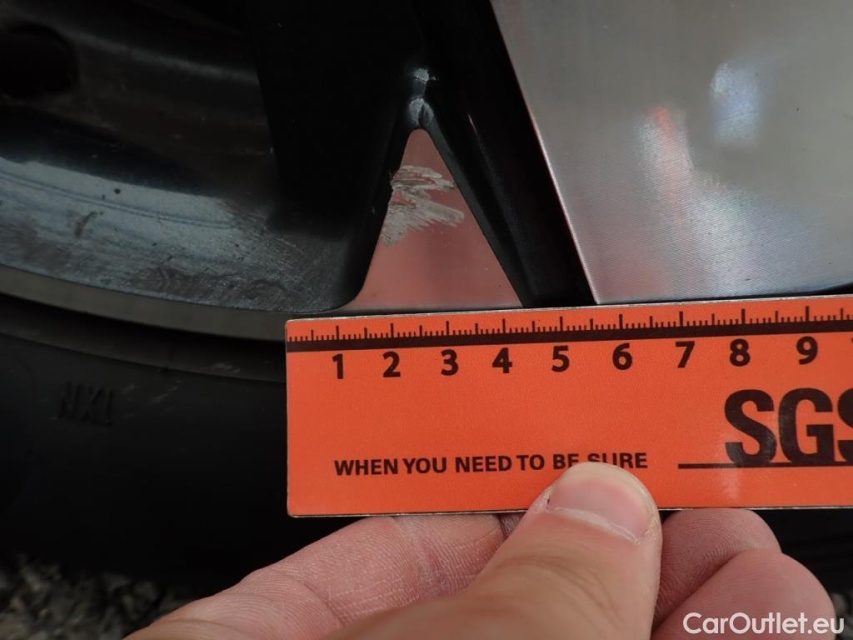 1 2 3 4 5 6 7 8 9
SGS
WHEN YOU NEED TO BE SURE
CarOutlet.eu